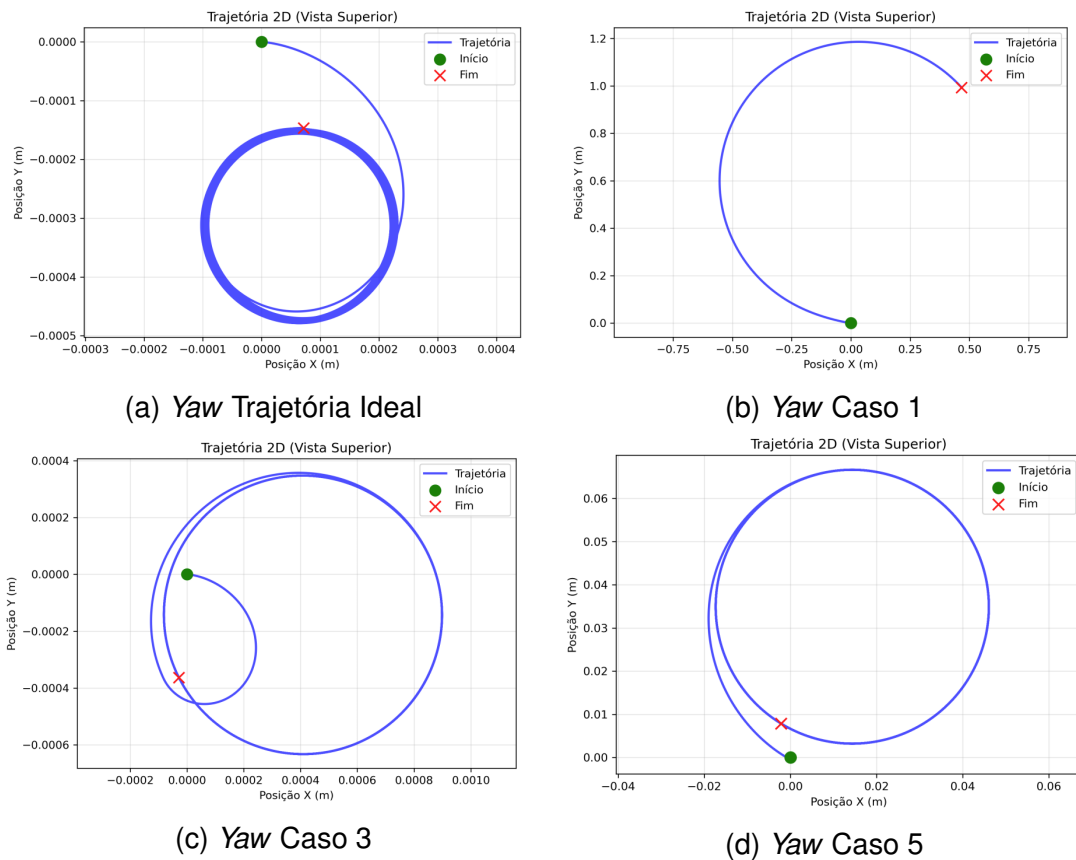 Trajetória 2D (Vista Superior)
Posição Y (m)
0.0000
−0.0001
−0.0002
−0.0003
−0.0004
−0.0005
Trajetória
Início
Fim
−0.0003 −0.0002 −0.0001 0.0000 0.0001 0.0002 0.0003 0.0004
Posição X (m)
(a) Yaw Trajetória Ideal
Trajetória 2D (Vista Superior)
Posição Y (m)
1.2
1.0
0.8
0.6
0.4
0.2
0.0
Trajetória
Início
Fim
−0.75 −0.50 −0.25 0.00 0.25 0.50 0.75
Posição X (m)
(b) Yaw Caso 1
Trajetória 2D (Vista Superior)
Posição Y (m)
0.0004
0.0002
0.0000
−0.0002
−0.0004
−0.0006
Trajetória
Início
Fim
−0.0002 0.0000 0.0002 0.0004 0.0006 0.0008 0.0010
Posição X (m)
(c) Yaw Caso 3
Trajetória 2D (Vista Superior)
Posição Y (m)
0.06
0.05
0.04
0.03
0.02
0.01
0.00
Trajetória
Início
Fim
−0.04 −0.02 0.00 0.02 0.04 0.06
Posição X (m)
(d) Yaw Caso 5